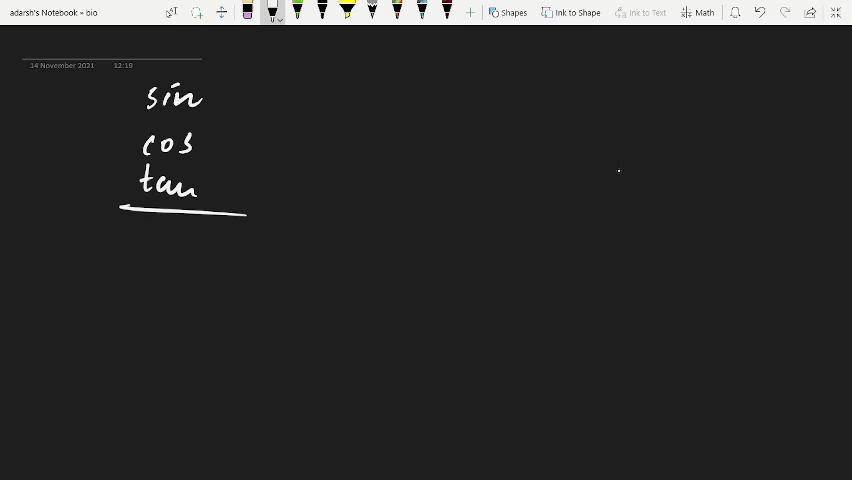 adarsh's Notebook » bio
Shapes Ink to Shape Ink to Text Math
14 November 2021 12:19
sin
cos
tan